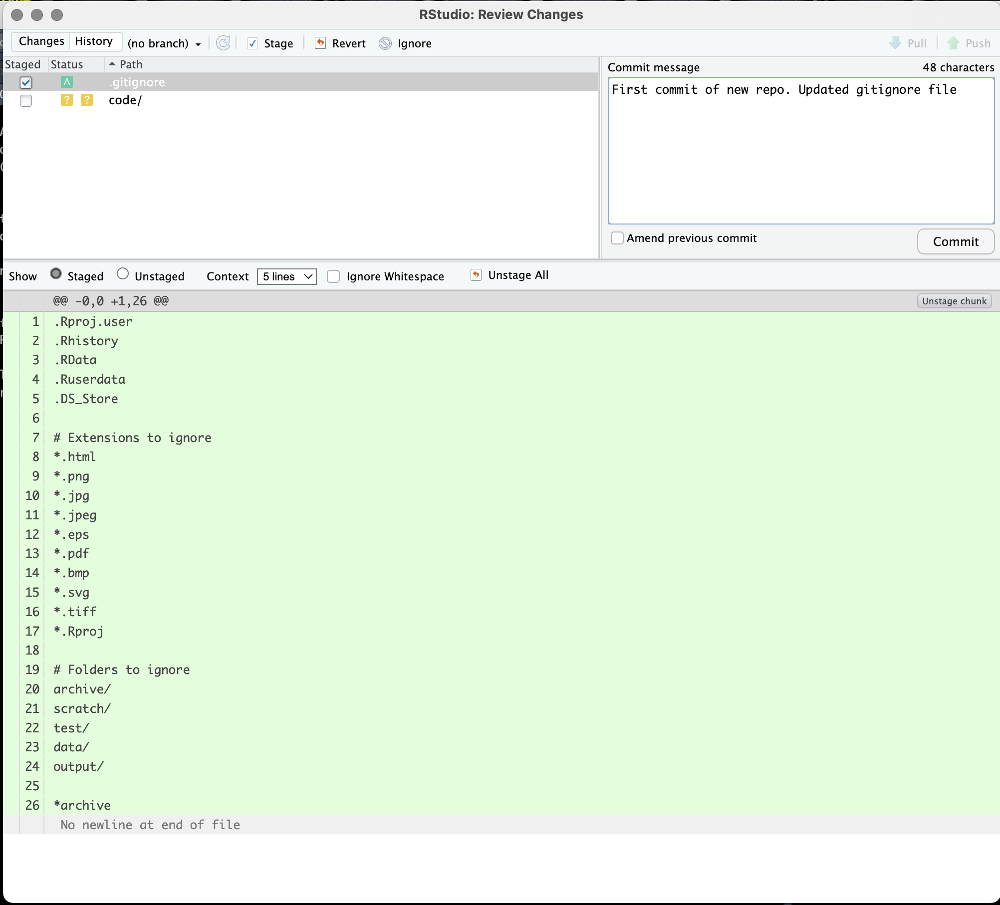 RStudio: Review Changes
Changes History (no branch) Stage Revert Ignore Pull Push
Staged Status Path
A .gitignore
? ? code/
Commit message 48 characters
First commit of new repo. Updated gitignore file
Amend previous commit Commit
Show Staged Unstaged Context 5 lines Ignore Whitespace Unstage All
@@ -0,0 +1,26 @@ Unstage chunk
1 .Rproj.user
2 .Rhistory
3 .RData
4 .Ruserdata
5 .DS_Store
6
7 # Extensions to ignore
8 *.html
9 *.png
10 *.jpg
11 *.jpeg
12 *.eps
13 *.pdf
14 *.bmp
15 *.svg
16 *.tiff
17 *.Rproj
18
19 # Folders to ignore
20 archive/
21 scratch/
22 test/
23 data/
24 output/
25
26 *archive
No newline at end of file